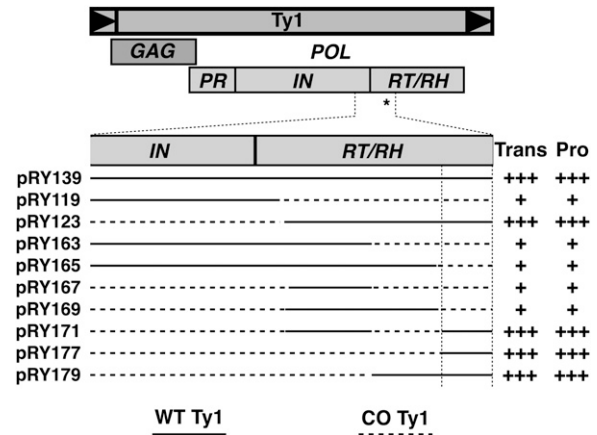 Ty1
GAG POL
PR IN RT/RH
*
IN RT/RH Trans Pro
pRY139 +++ +++
pRY119 + +
pRY123 +++ +++
pRY163 + +
pRY165 + +
pRY167 + +
pRY169 + +
pRY171 +++ +++
pRY177 +++ +++
pRY179 +++ +++
WT Ty1 CO Ty1